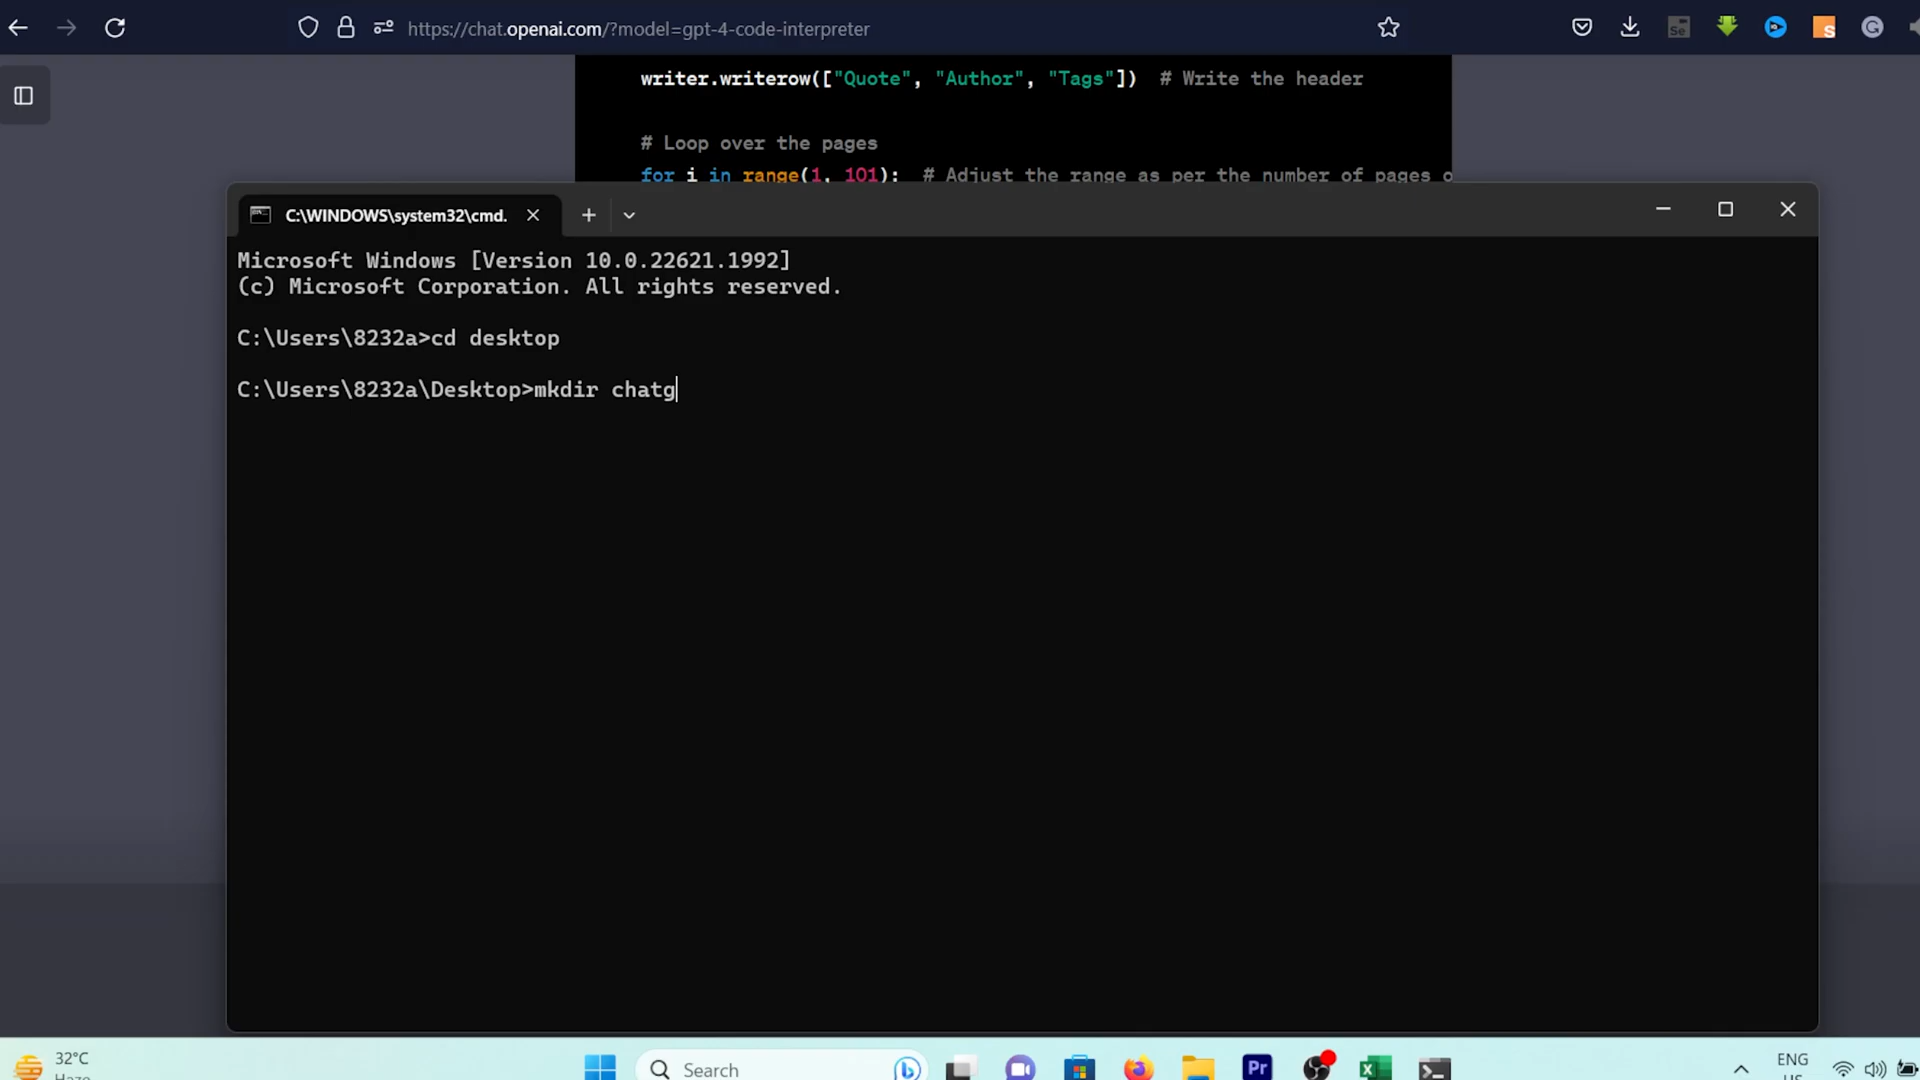 https://chat.openai.com/?model=gpt-4-code-interpreter
writer.writerow(["Quote", "Author", "Tags"])  # Write the header
# Loop over the pages
for i in range(1, 101):  # Adjust the range as per the number of pages o
C:\WINDOWS\system32\cmd.
Microsoft Windows [Version 10.0.22621.1992]
(c) Microsoft Corporation. All rights reserved.
C:\Users\8232a>cd desktop
C:\Users\8232a\Desktop>mkdir chatg
32°C
Haze
Search
Pr
ENG
US